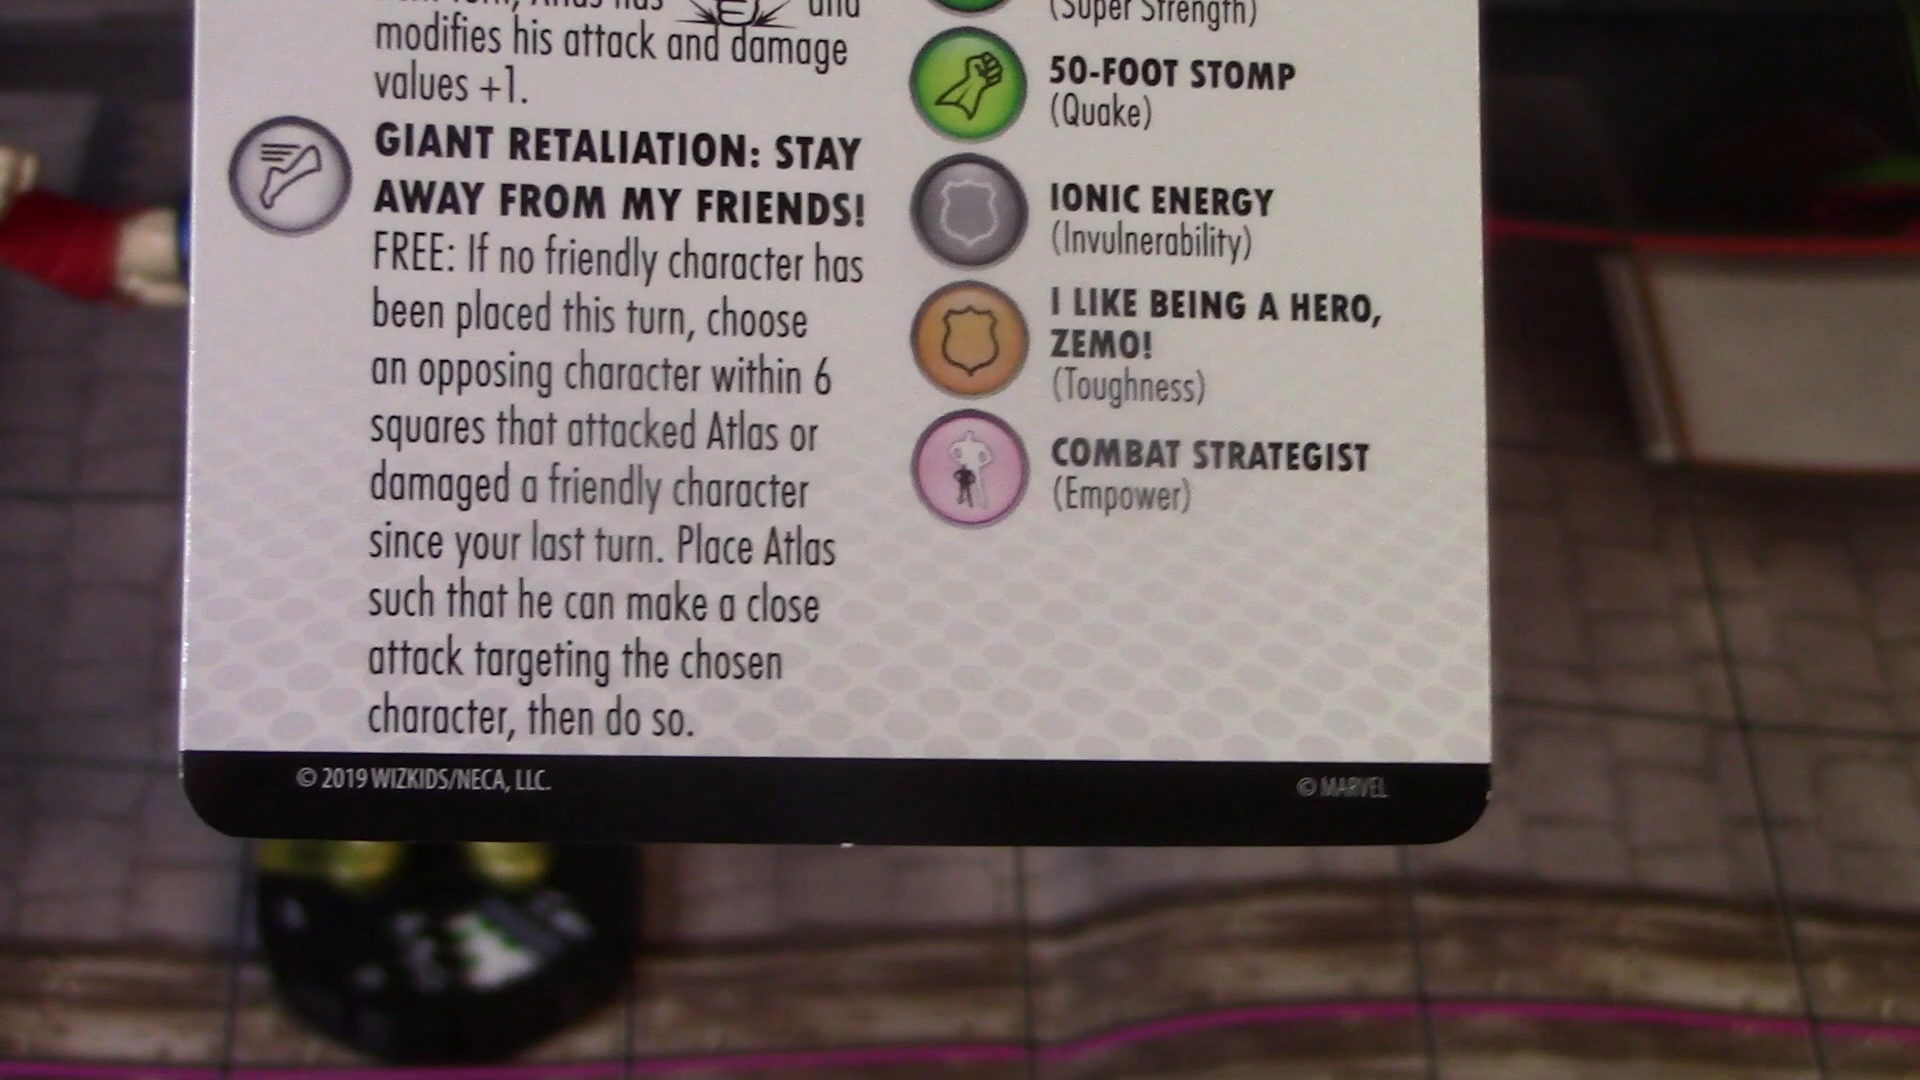 and
modifies his attack and damage
values +1.
GIANT RETALIATION: STAY
AWAY FROM MY FRIENDS!
FREE: If no friendly character has
been placed this turn, choose
an opposing character within 6
squares that attacked Atlas or
damaged a friendly character
since your last turn. Place Atlas
such that he can make a close
attack targeting the chosen
character, then do so.
(Super Strength)
50-FOOT STOMP
(Quake)
IONIC ENERGY
(Invulnerability)
I LIKE BEING A HERO,
ZEMO!
(Toughness)
COMBAT STRATEGIST
(Empower)
© 2019 WIZKIDS/NECA, LLC.
© MARVEL